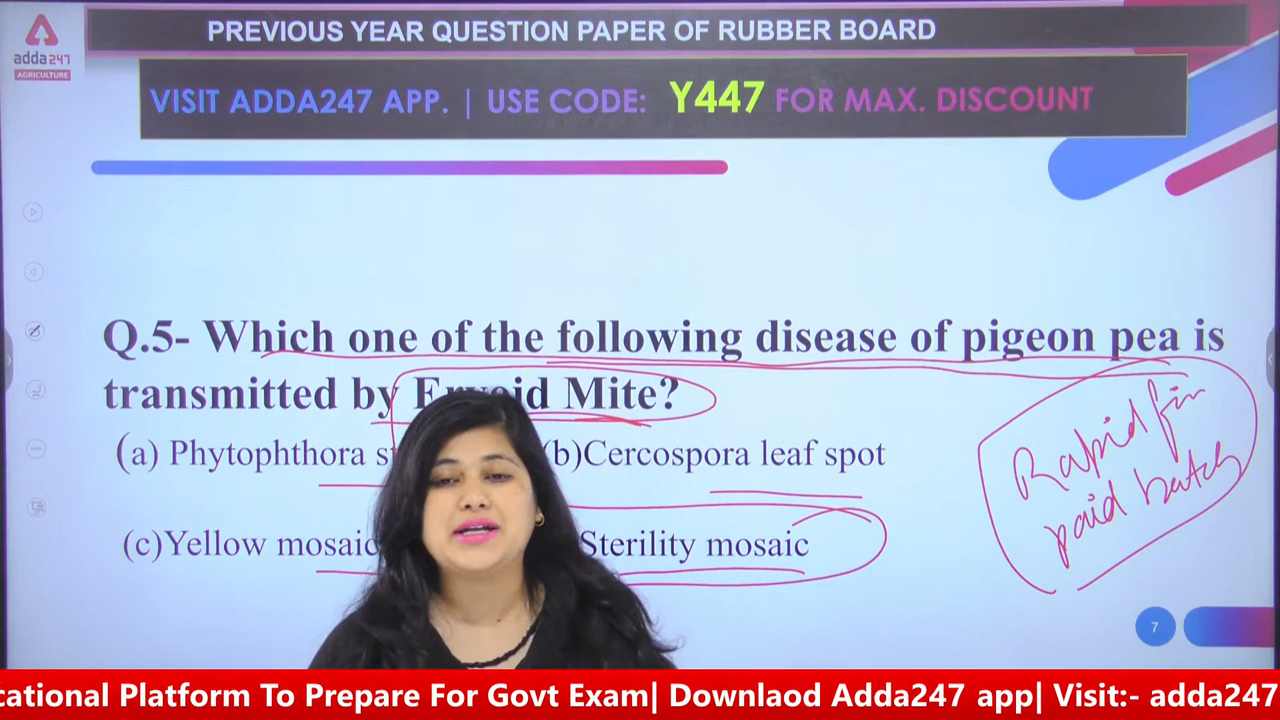 PREVIOUS YEAR QUESTION PAPER OF RUBBER BOARD
adda247
AGRICULTURE
VISIT ADDA247 APP. | USE CODE: Y447 FOR MAX. DISCOUNT
Q.5- Which one of the following disease of pigeon pea is
transmitted by Mite?
(a) Phytophthora
(b)Cercospora leaf spot
(c)Yellow mosaic
Sterility mosaic
Rapid fire
paid batch
7
Platform To Prepare For Govt Exam| Downlaod Adda247 app| Visit:- adda247